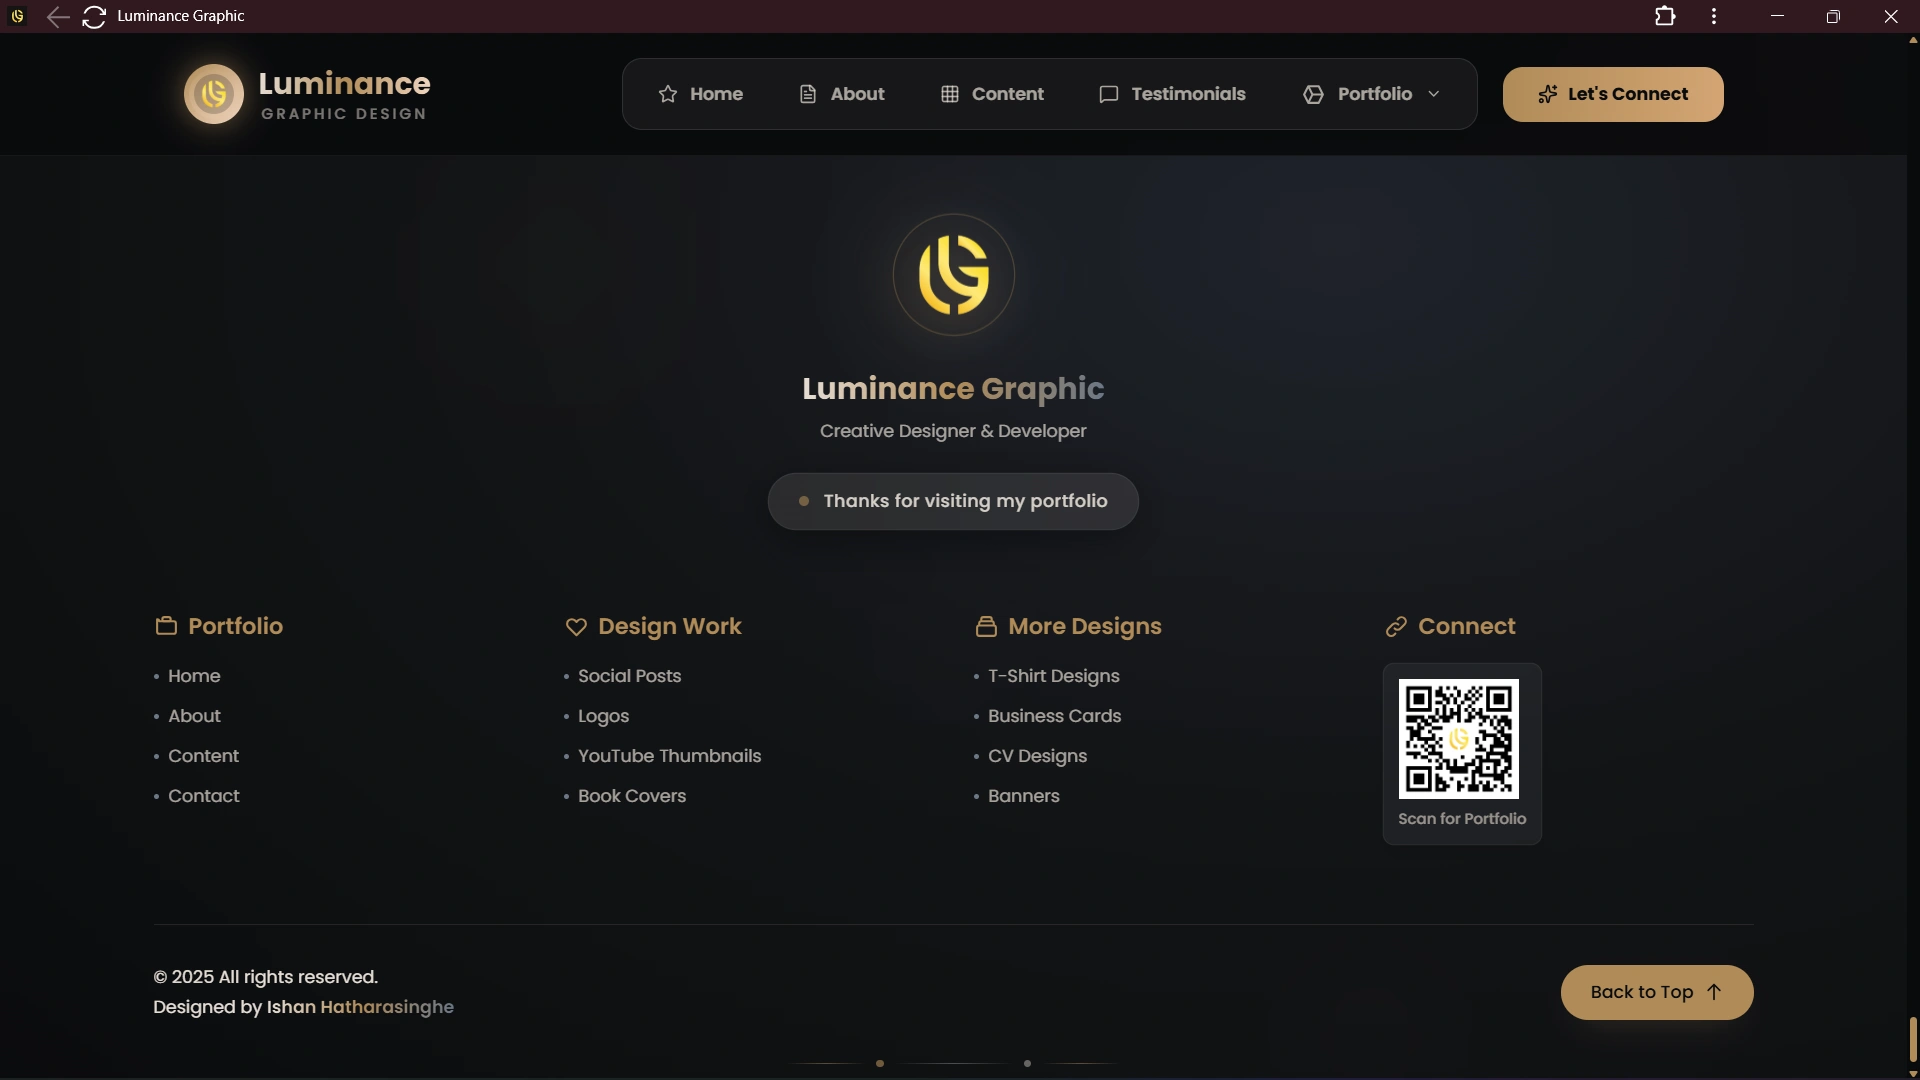 Luminance Graphic
Luminance
GRAPHIC DESIGN
Home
About
Content
Testimonials
Portfolio
Let's Connect
Luminance Graphic
Creative Designer & Developer
Thanks for visiting my portfolio
Portfolio
Home
About
Content
Contact
Design Work
Social Posts
Logos
YouTube Thumbnails
Book Covers
More Designs
T-Shirt Designs
Business Cards
CV Designs
Banners
Connect
Scan for Portfolio
© 2025 All rights reserved.
Designed by Ishan Hatharasinghe
Back to Top